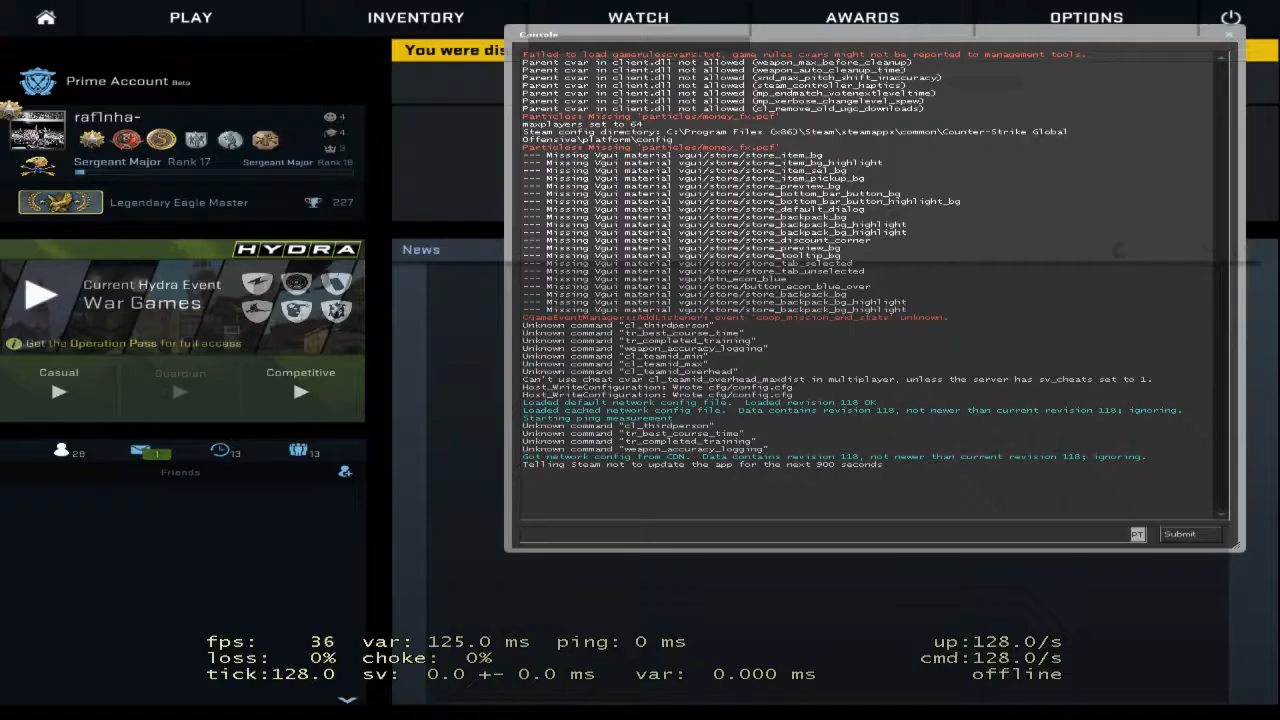 PLAY
INVENTORY
WATCH
AWARDS
OPTIONS
You were dis
Prime Account Beta
raf1nha-
4
4
3
Sergeant Major Rank 17
Sergeant Major Rank 18
Legendary Eagle Master
227
HYDRA
Current Hydra Event
War Games
Get the Operation Pass for full access
Casual
Guardian
Competitive
28
1
13
13
Friends
News
Console
Failed to load gamerulescvars.txt, game rules cvars might not be reported to management tools.
Parent cvar in client.dll not allowed (weapon_max_before_cleanup)
Parent cvar in client.dll not allowed (weapon_auto_cleanup_time)
Parent cvar in client.dll not allowed (snd_max_pitch_shift_inaccuracy)
Parent cvar in client.dll not allowed (steam_controller_haptics)
Parent cvar in client.dll not allowed (mp_endmatch_votenextleveltime)
Parent cvar in client.dll not allowed (mp_verbose_changelevel_spew)
Parent cvar in client.dll not allowed (cl_remove_old_ugc_downloads)
Particles: Missing 'particles/money_fx.pcf'
maxplayers set to 64
Steam config directory: C:\Program Files (x86)\Steam\steamapps\common\Counter-Strike Global
Offensive\platform\config
Particles: Missing 'particles/money_fx.pcf'
--- Missing Vgui material vgui/store/store_item_bg
--- Missing Vgui material vgui/store/store_item_bg_highlight
--- Missing Vgui material vgui/store/store_item_sel_bg
--- Missing Vgui material vgui/store/store_item_pickup_bg
--- Missing Vgui material vgui/store/store_preview_bg
--- Missing Vgui material vgui/store/store_bottom_bar_button_bg
--- Missing Vgui material vgui/store/store_bottom_bar_button_highlight_bg
--- Missing Vgui material vgui/store/store_default_dialog
--- Missing Vgui material vgui/store/store_backpack_bg
--- Missing Vgui material vgui/store/store_backpack_bg_highlight
--- Missing Vgui material vgui/store/store_backpack_bg_highlight
--- Missing Vgui material vgui/store/store_discount_corner
--- Missing Vgui material vgui/store/store_preview_bg
--- Missing Vgui material vgui/store/store_tooltip_bg
--- Missing Vgui material vgui/store/store_tab_selected
--- Missing Vgui material vgui/store/store_tab_unselected
--- Missing Vgui material vgui/btn_econ_blue
--- Missing Vgui material vgui/store/button_econ_blue_over
--- Missing Vgui material vgui/store/store_backpack_bg
--- Missing Vgui material vgui/store/store_backpack_bg_highlight
--- Missing Vgui material vgui/store/store_backpack_bg_highlight
CGameEventManager::AddListener: event 'coop_mission_end_stats' unknown.
Unknown command "cl_thirdperson"
Unknown command "tr_best_course_time"
Unknown command "tr_completed_training"
Unknown command "weapon_accuracy_logging"
Unknown command "cl_teamid_min"
Unknown command "cl_teamid_max"
Unknown command "cl_teamid_overhead"
Can't use cheat cvar cl_teamid_overhead_maxdist in multiplayer, unless the server has sv_cheats set to 1.
Host_WriteConfiguration: Wrote cfg/config.cfg
Host_WriteConfiguration: Wrote cfg/config.cfg
Loaded default network config file. Loaded revision 118 OK
Loaded cached network config file. Data contains revision 118, not newer than current revision 118; ignoring.
Starting ping measurement
Unknown command "cl_thirdperson"
Unknown command "tr_best_course_time"
Unknown command "tr_completed_training"
Unknown command "weapon_accuracy_logging"
Got network config from CDN. Data contains revision 118, not newer than current revision 118; ignoring.
Telling Steam not to update the app for the next 900 seconds
PT
Submit
fps: 36 var: 125.0 ms ping: 0 ms
loss: 0% choke: 0%
tick:128.0 sv: 0.0 +- 0.0 ms var: 0.000 ms
up:128.0/s
cmd:128.0/s
offline